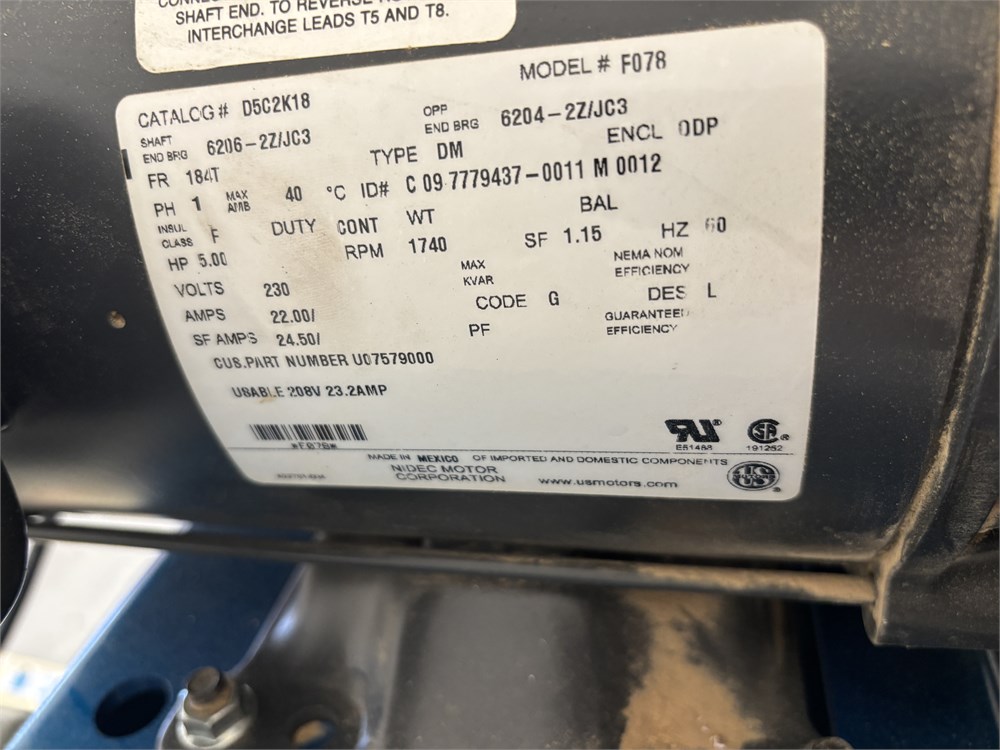 SHAFT END. TO REVERSE
INTERCHANGE LEADS T5 AND T8.
MODEL # F078
CATALOG # D5C2K18
SHAFT END BRG 6206-2Z/JC3 OPP END BRG 6204-2Z/JC3
FR 184T TYPE DM ENCL ODP
PH 1 MAX AMB 40 °C ID# C 09 7779437-0011 M 0012
INSUL CLASS F DUTY CONT WT BAL
HP 5.00 RPM 1740 SF 1.15 HZ 60
VOLTS 230 MAX KVAR NEMA NOM EFFICIENCY
AMPS 22.00/ CODE G DES L
SF AMPS 24.50/ PF GUARANTEED EFFICIENCY
CUS.PART NUMBER U07579000
USABLE 208V 23.2AMP
*F078*
E61468 191262
MADE IN MEXICO OF IMPORTED AND DOMESTIC COMPONENTS
NIDEC MOTOR
CORPORATION www.usmotors.com
US